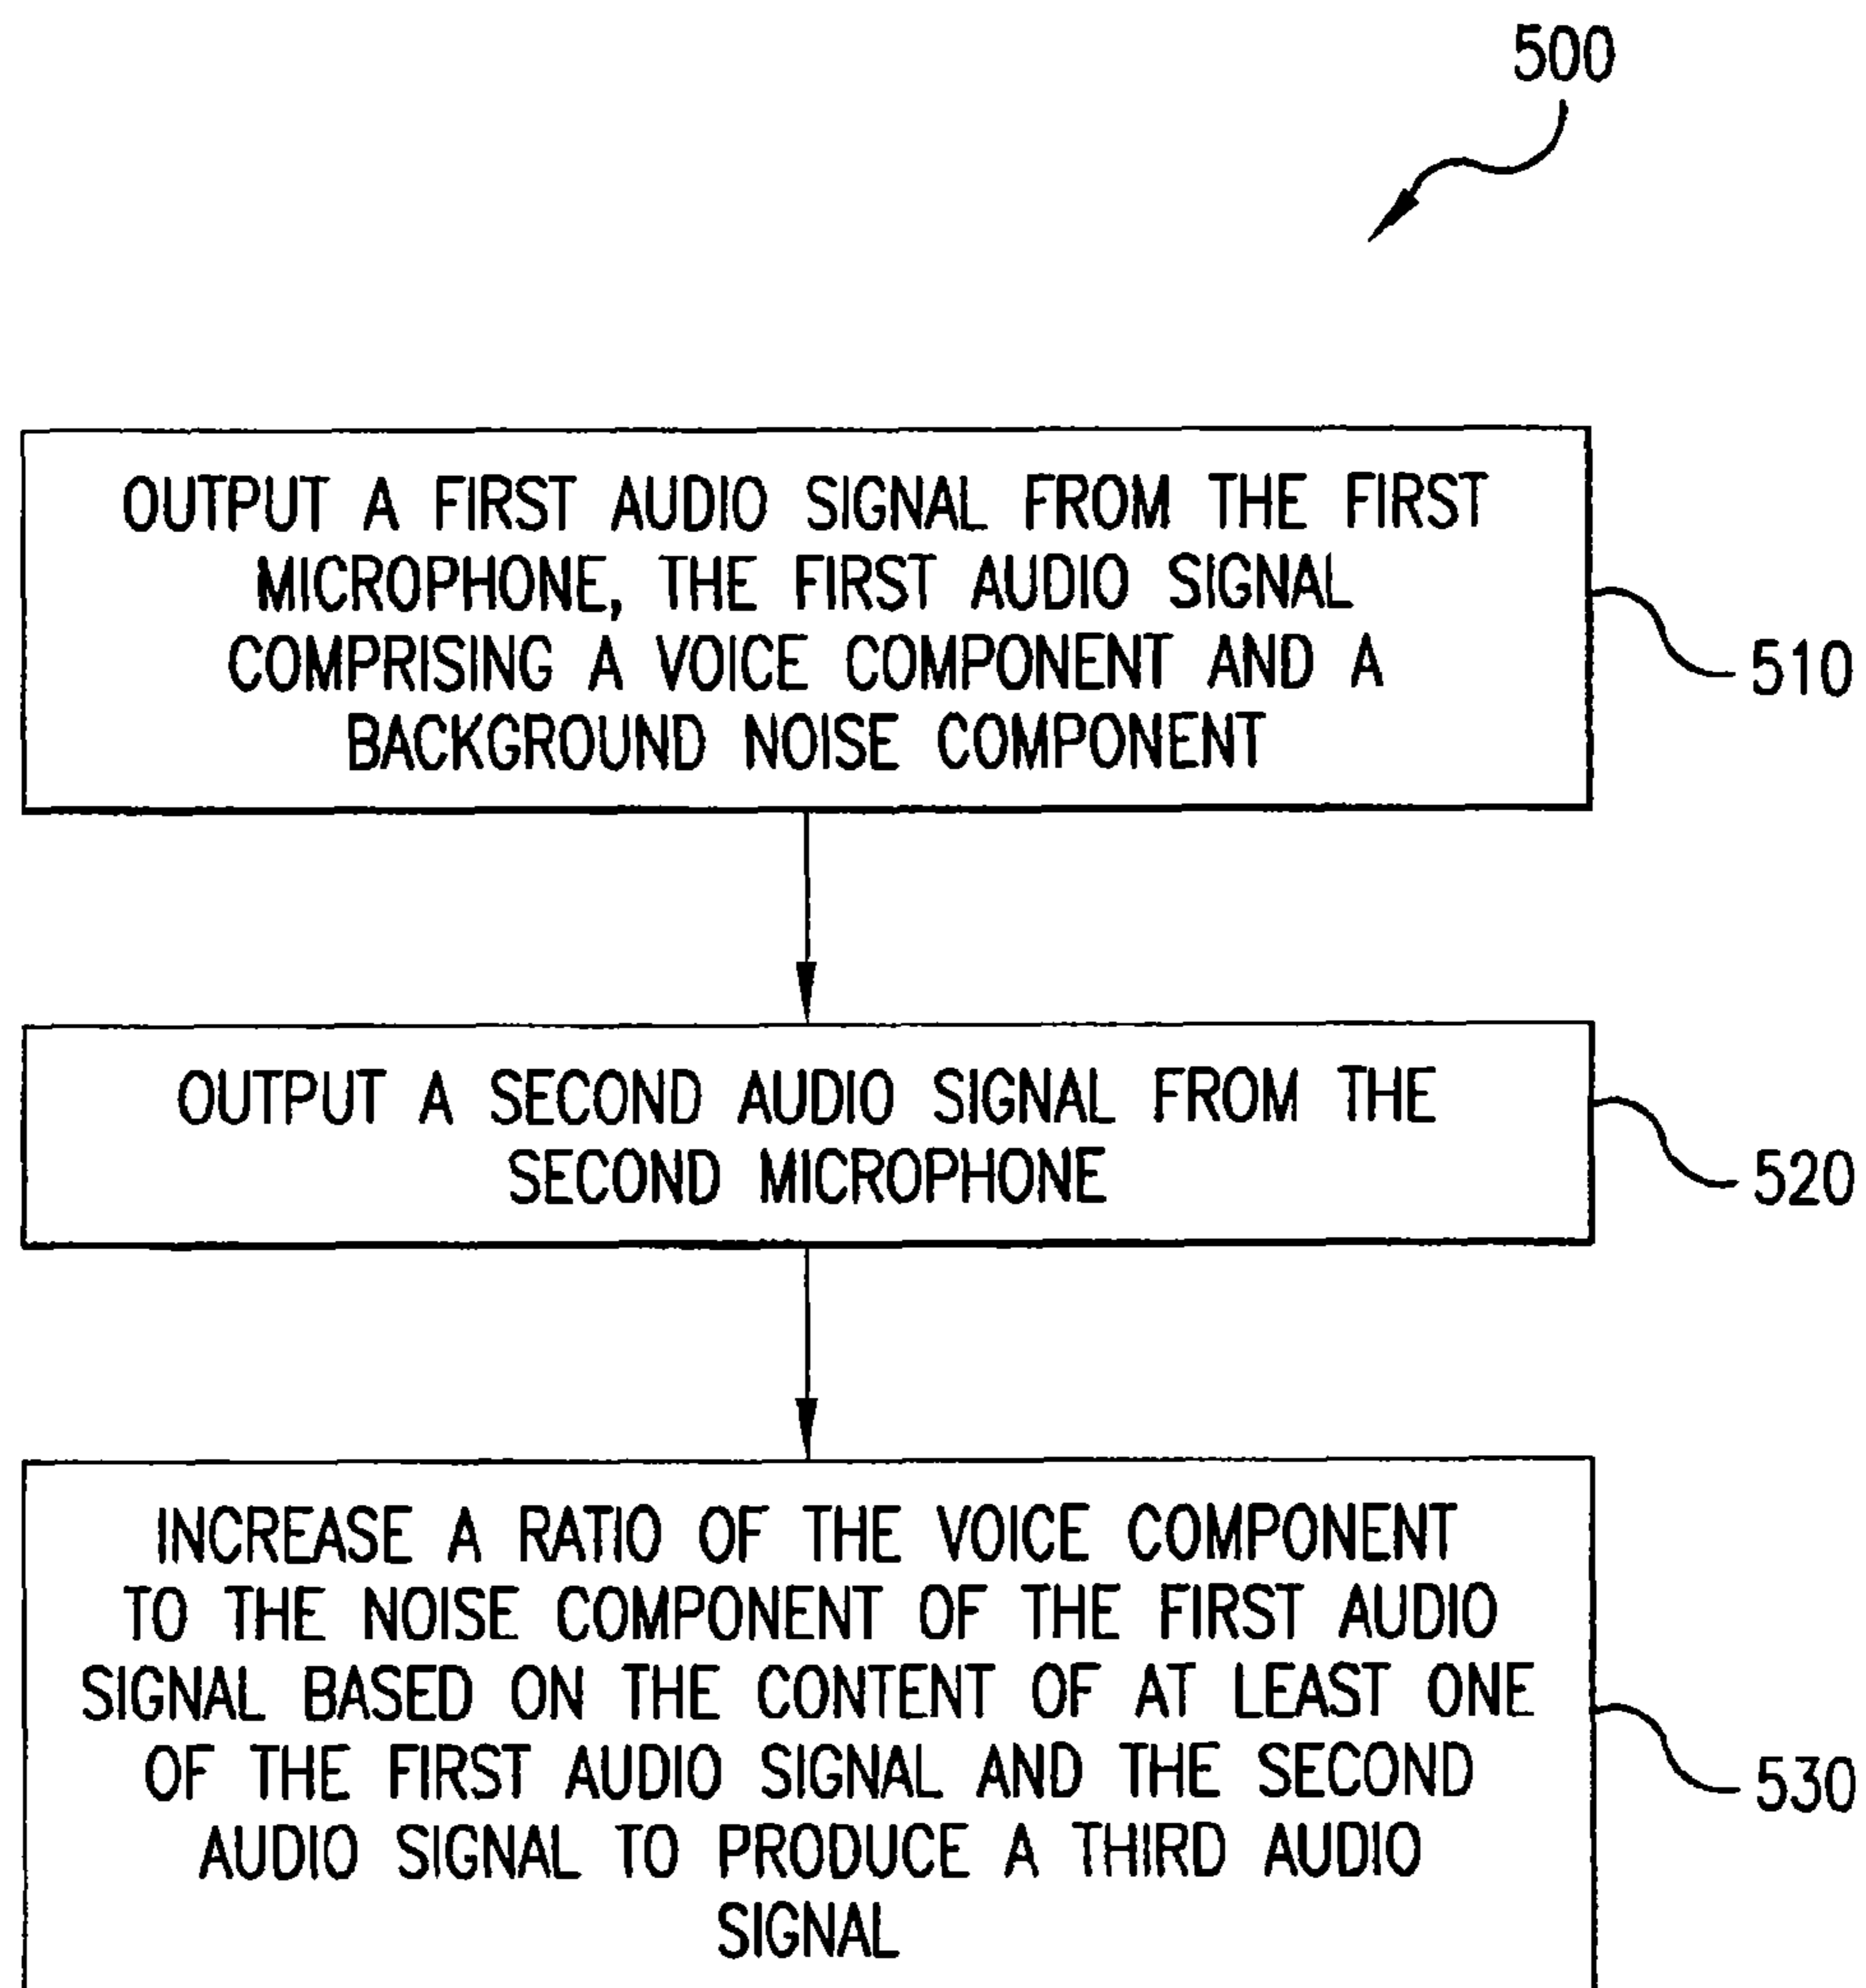 500
OUTPUT A FIRST AUDIO SIGNAL FROM THE FIRST
MICROPHONE, THE FIRST AUDIO SIGNAL
COMPRISING A VOICE COMPONENT AND A
BACKGROUND NOISE COMPONENT
510
OUTPUT A SECOND AUDIO SIGNAL FROM THE
SECOND MICROPHONE
520
INCREASE A RATIO OF THE VOICE COMPONENT
TO THE NOISE COMPONENT OF THE FIRST AUDIO
SIGNAL BASED ON THE CONTENT OF AT LEAST ONE
OF THE FIRST AUDIO SIGNAL AND THE SECOND
AUDIO SIGNAL TO PRODUCE A THIRD AUDIO
SIGNAL
530